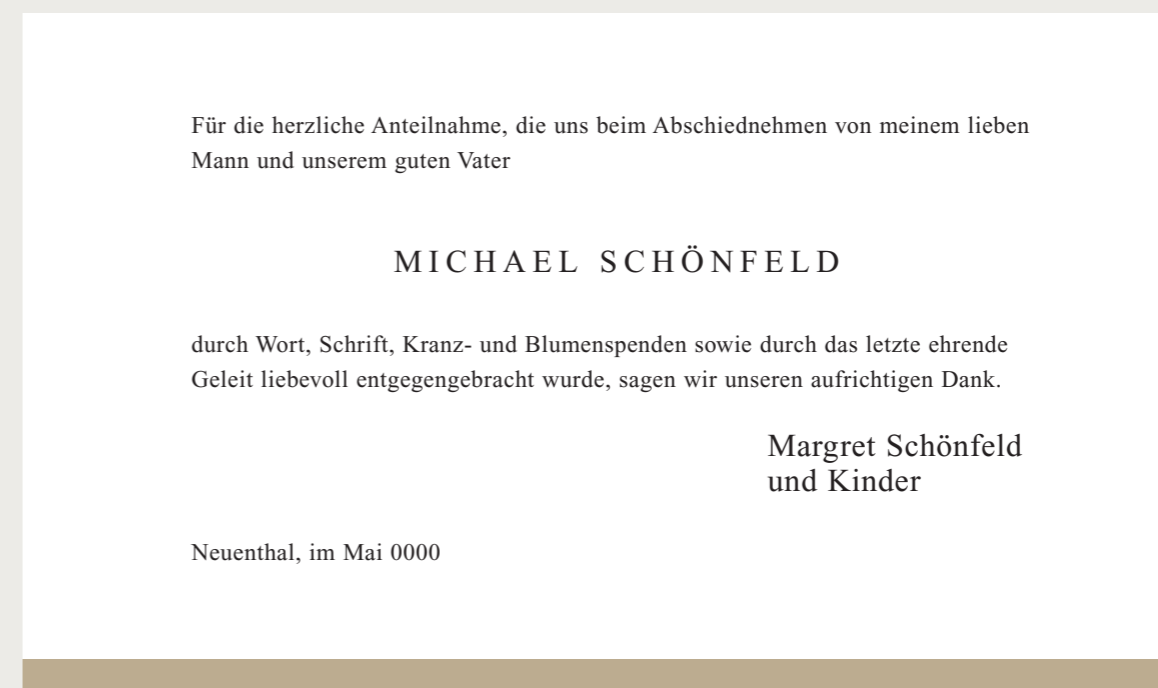 Für die herzliche Anteilnahme, die uns beim Abschiednehmen von meinem lieben
Mann und unserem guten Vater
MICHAEL SCHÖNFELD
durch Wort, Schrift, Kranz- und Blumenspenden sowie durch das letzte ehrende
Geleit liebevoll entgegengebracht wurde, sagen wir unseren aufrichtigen Dank.
Margret Schönfeld
und Kinder
Neuenthal, im Mai 0000